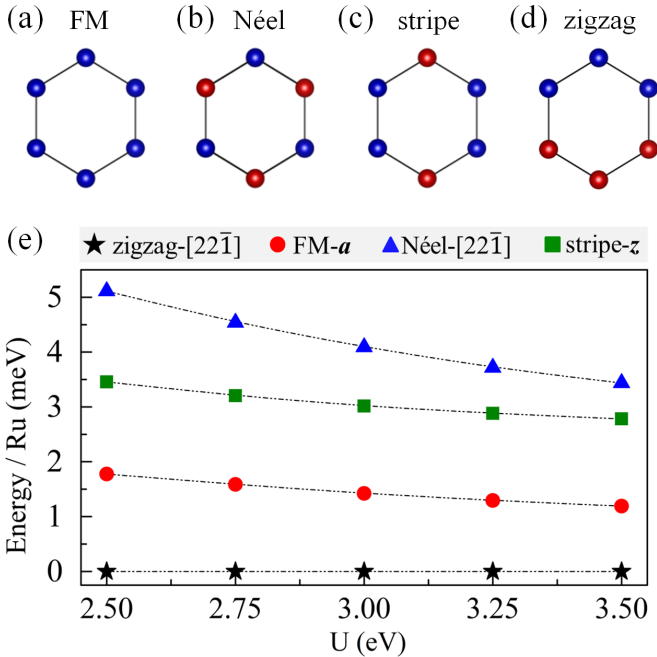 (a) FM (b) Néel (c) stripe (d) zigzag
(e) zigzag-[221̅] FM-a Néel-[221̅] stripe-z
5
4
3
2
1
0
Energy / Ru (meV)
2.50 2.75 3.00 3.25 3.50
U (eV)